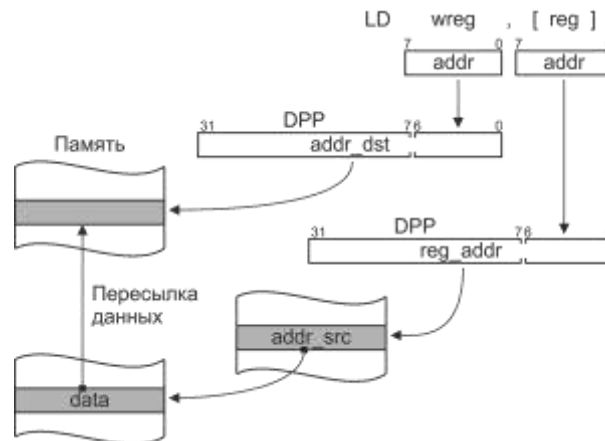 LD wreg , [ reg ]
7 0 7
addr addr
DPP
31 7 6 0
addr_dst
Память
DPP
31 7 6
reg_addr
Пересылка
данных
addr_src
data